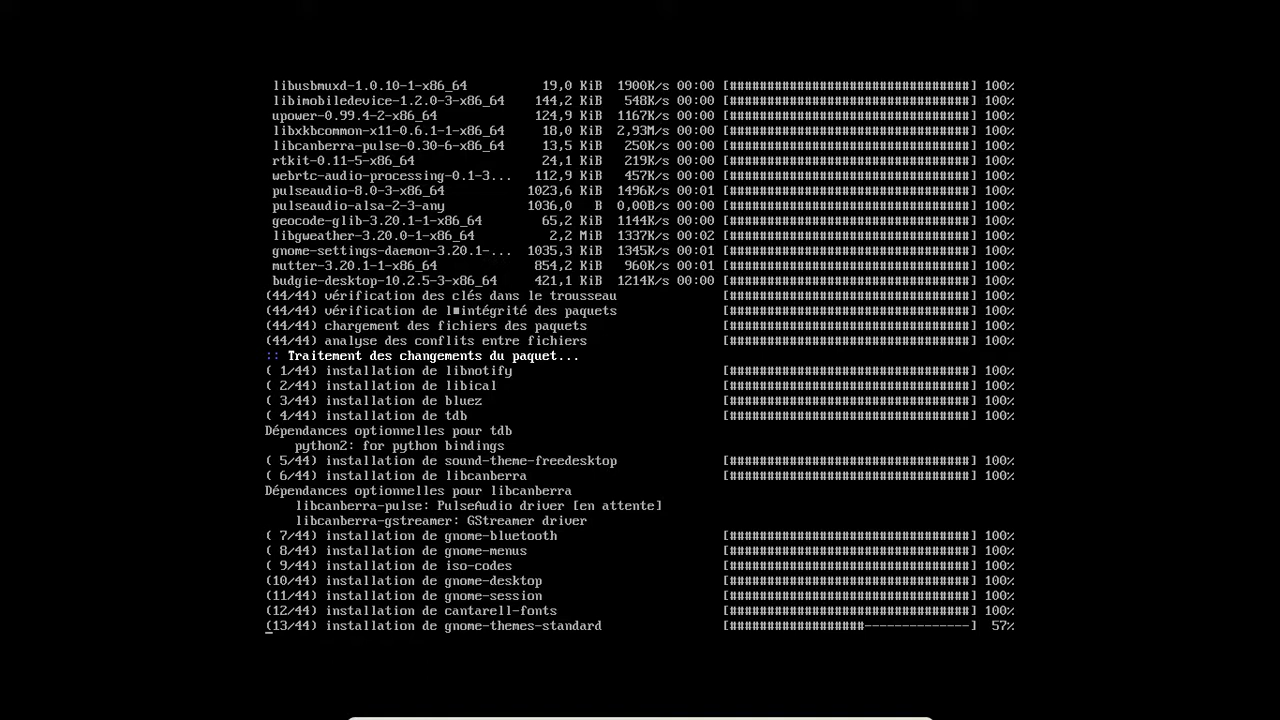 libusbmuxd-1.0.10-1-x86_64 19,0 KiB 1900K/s 00:00 [################################] 100%
libimobiledevice-1.2.0-3-x86_64 144,2 KiB 548K/s 00:00 [################################] 100%
upower-0.99.4-2-x86_64 124,9 KiB 1167K/s 00:00 [################################] 100%
libxkbcommon-x11-0.6.1-1-x86_64 18,0 KiB 2,93M/s 00:00 [################################] 100%
libcanberra-pulse-0.30-6-x86_64 13,5 KiB 250K/s 00:00 [################################] 100%
rtkit-0.11-5-x86_64 24,1 KiB 219K/s 00:00 [################################] 100%
webrtc-audio-processing-0.1-3... 112,9 KiB 457K/s 00:00 [################################] 100%
pulseaudio-8.0-3-x86_64 1023,6 KiB 1496K/s 00:01 [################################] 100%
pulseaudio-alsa-2-3-any 1036,0 B 0,00B/s 00:00 [################################] 100%
geocode-glib-3.20.1-1-x86_64 65,2 KiB 1144K/s 00:00 [################################] 100%
libgweather-3.20.0-1-x86_64 2,2 MiB 1337K/s 00:02 [################################] 100%
gnome-settings-daemon-3.20.1-... 1035,3 KiB 1345K/s 00:01 [################################] 100%
mutter-3.20.1-1-x86_64 854,2 KiB 960K/s 00:01 [################################] 100%
budgie-desktop-10.2.5-3-x86_64 421,1 KiB 1214K/s 00:00 [################################] 100%
(44/44) vérification des clés dans le trousseau [################################] 100%
(44/44) vérification de l■intégrité des paquets [################################] 100%
(44/44) chargement des fichiers des paquets [################################] 100%
(44/44) analyse des conflits entre fichiers [################################] 100%
:: Traitement des changements du paquet...
( 1/44) installation de libnotify [################################] 100%
( 2/44) installation de libical [################################] 100%
( 3/44) installation de bluez [################################] 100%
( 4/44) installation de tdb [################################] 100%
Dépendances optionnelles pour tdb
python2: for python bindings
( 5/44) installation de sound-theme-freedesktop [################################] 100%
( 6/44) installation de libcanberra [################################] 100%
Dépendances optionnelles pour libcanberra
libcanberra-pulse: PulseAudio driver [en attente]
libcanberra-gstreamer: GStreamer driver
( 7/44) installation de gnome-bluetooth [################################] 100%
( 8/44) installation de gnome-menus [################################] 100%
( 9/44) installation de iso-codes [################################] 100%
(10/44) installation de gnome-desktop [################################] 100%
(11/44) installation de gnome-session [################################] 100%
(12/44) installation de cantarell-fonts [################################] 100%
(13/44) installation de gnome-themes-standard [##################--------------] 57%